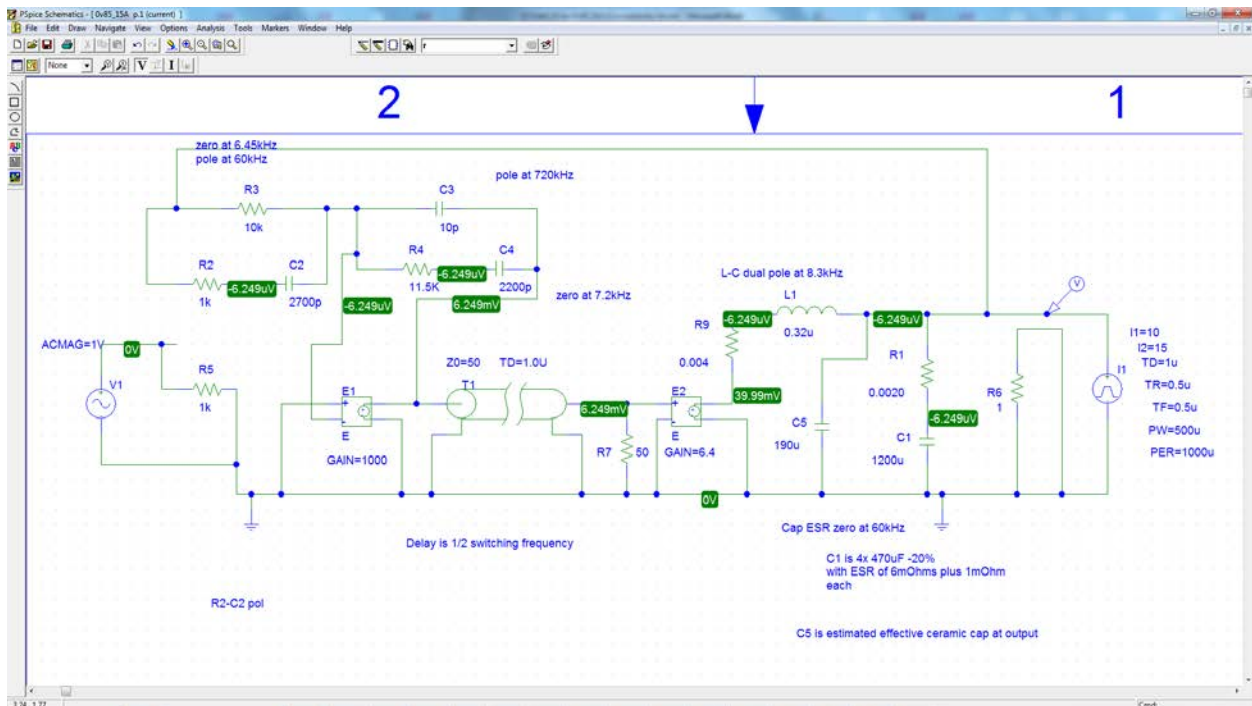 PSpice Schematics - [ 0v85_15A p.1 (current) ]
File Edit Draw Navigate View Options Analysis Tools Markers Window Help
r
None
V
I
2
1
zero at 6.45kHz
pole at 60kHz
pole at 720kHz
R3
C3
10k
10p
R4
C4
R2
C2
-6.249uV
-6.249uV
11.5K
2200p
1k
2700p
-6.249uV
6.249mV
zero at 7.2kHz
L-C dual pole at 8.3kHz
L1
-6.249uV
-6.249uV
0.32u
R9
0.004
ACMAG=1V
0V
V1
R5
1k
Z0=50
TD=1.0U
T1
E1
E
GAIN=1000
6.249mV
R7
50
E2
E
GAIN=6.4
39.99mV
R1
0.0020
-6.249uV
C5
190u
C1
1200u
R6
1
V
I1
I1=10
I2=15
TD=1u
TR=0.5u
TF=0.5u
PW=500u
PER=1000u
0V
Delay is 1/2 switching frequency
Cap ESR zero at 60kHz
C1 is 4x 470uF -20%
with ESR of 6mOhms plus 1mOhm
each
R2-C2 pol
C5 is estimated effective ceramic cap at output